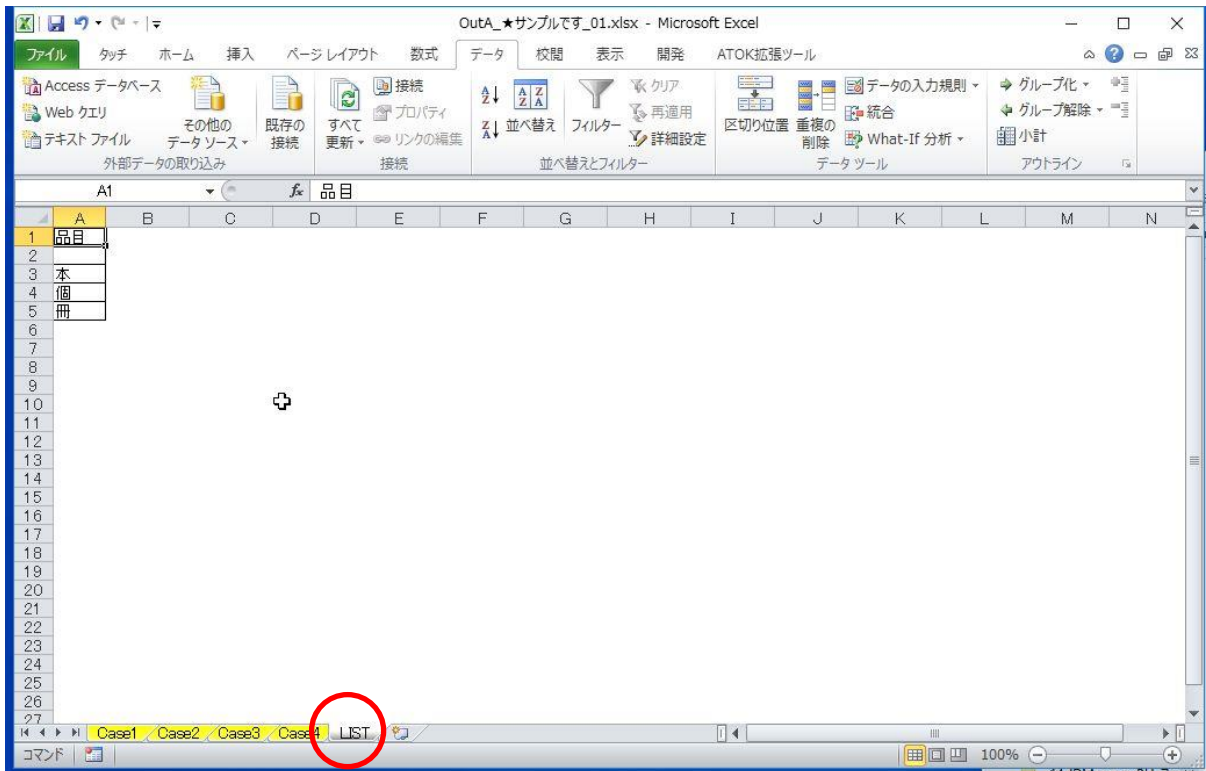 OutA_★サンプルです_01.xlsx - Microsoft Excel
ファイル タッチ ホーム 挿入 ページ レイアウト 数式 データ 校閲 表示 開発 ATOK拡張ツール
Access データベース
Web クエリ
テキスト ファイル
その他の
データ ソース
既存の
接続
外部データの取り込み
すべて
更新
接続
プロパティ
リンクの編集
接続
並べ替え
フィルター
クリア
再適用
詳細設定
並べ替えとフィルター
区切り位置
重複の
削除
データの入力規則
統合
What-If 分析
データ ツール
グループ化
グループ解除
小計
アウトライン
A1 fx 品目
A B C D E F G H I J K L M N
1 品目
2
3 本
4 個
5 冊
6
7
8
9
10
11
12
13
14
15
16
17
18
19
20
21
22
23
24
25
26
27
Case1 Case2 Case3 Case4 LIST
コマンド 100%